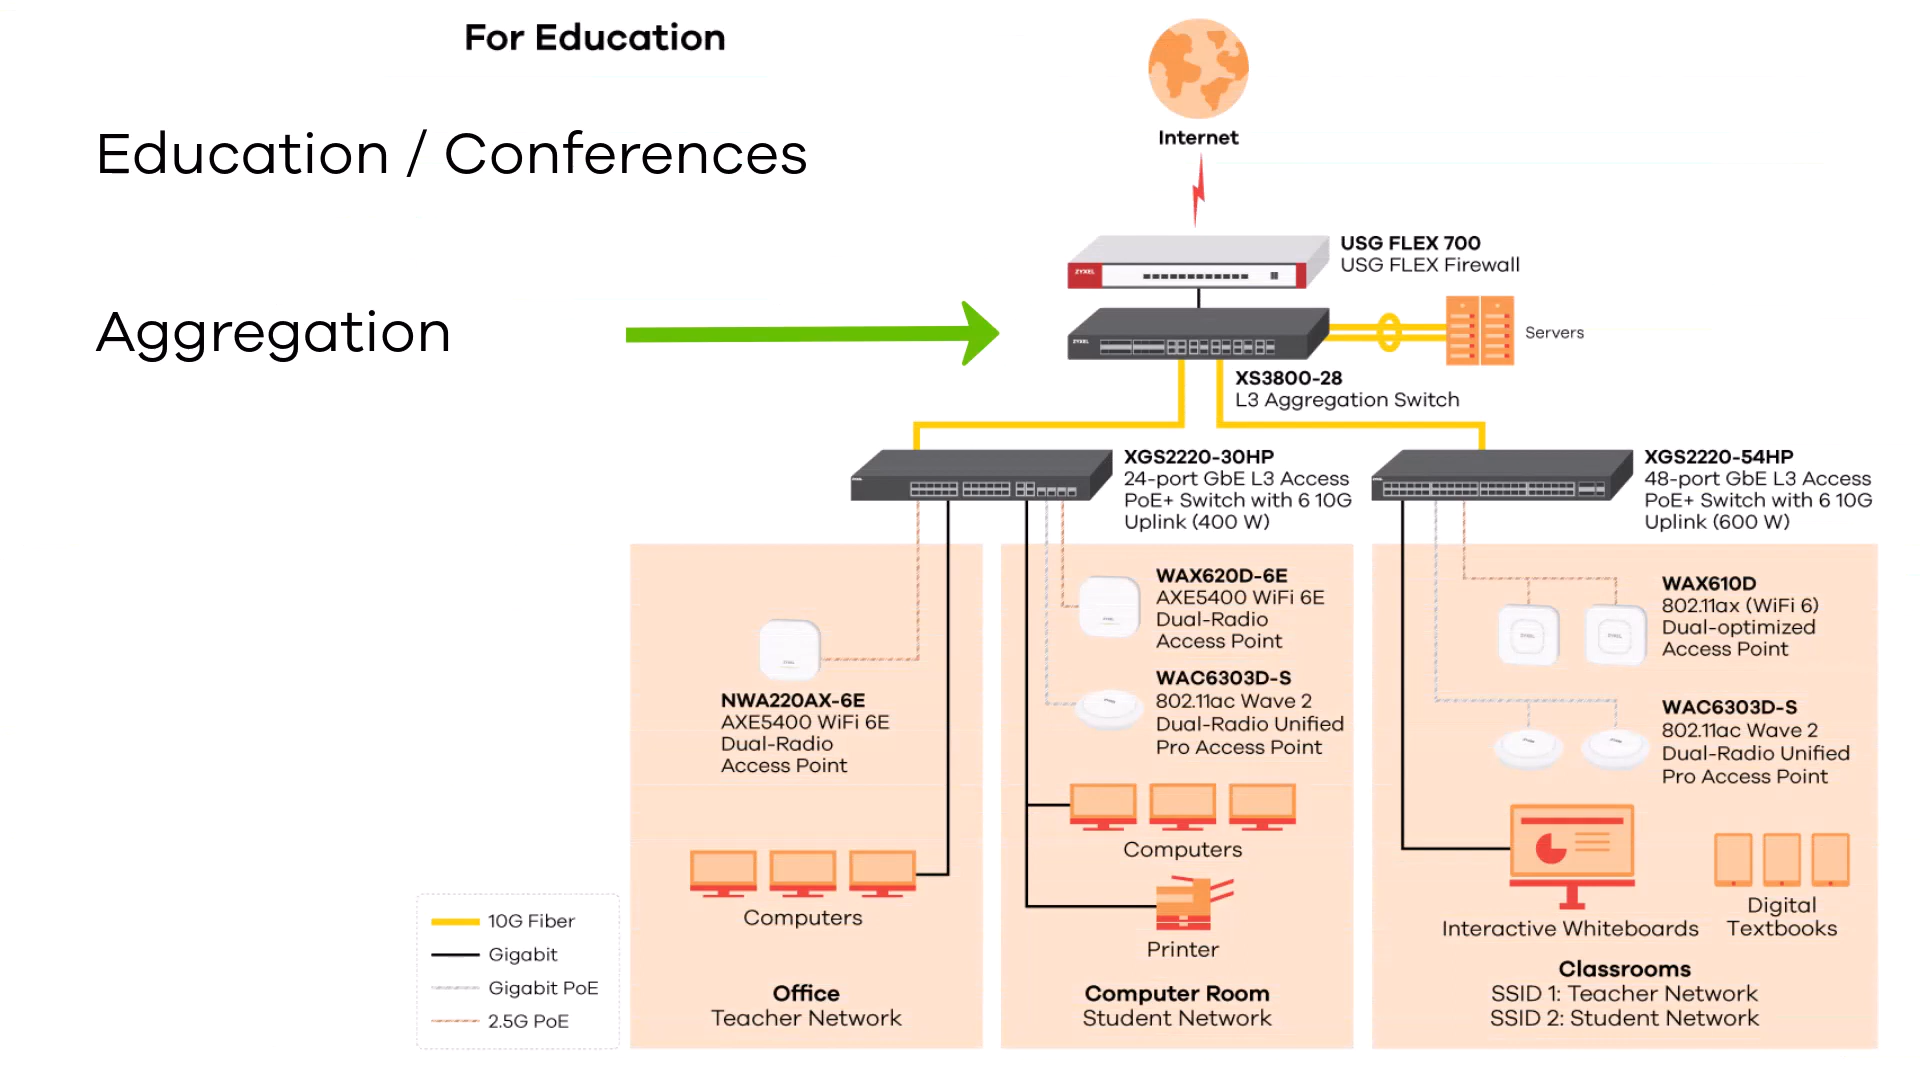 For Education
Education / Conferences
Aggregation
Internet
ZYXEL
USG FLEX 700
USG FLEX Firewall
ZYXEL
Servers
XS3800-28
L3 Aggregation Switch
XGS2220-30HP
24-port GbE L3 Access
PoE+ Switch with 6 10G
Uplink (400 W)
XGS2220-54HP
48-port GbE L3 Access
PoE+ Switch with 6 10G
Uplink (600 W)
NWA220AX-6E
AXE5400 WiFi 6E
Dual-Radio
Access Point
Computers
Office
Teacher Network
WAX620D-6E
AXE5400 WiFi 6E
Dual-Radio
Access Point
WAC6303D-S
802.11ac Wave 2
Dual-Radio Unified
Pro Access Point
Computers
Printer
Computer Room
Student Network
ZYXEL
ZYXEL
WAX610D
802.11ax (WiFi 6)
Dual-optimized
Access Point
WAC6303D-S
802.11ac Wave 2
Dual-Radio Unified
Pro Access Point
Interactive Whiteboards
Digital
Textbooks
Classrooms
SSID 1: Teacher Network
SSID 2: Student Network
10G Fiber
Gigabit
Gigabit PoE
2.5G PoE